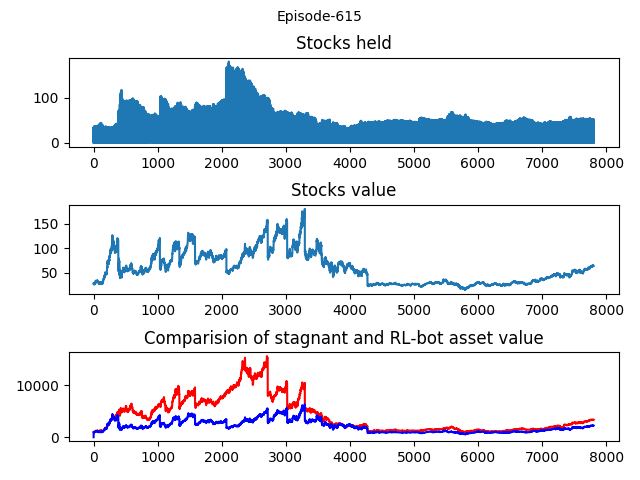 Episode-615
Stocks held
100
0
0 1000 2000 3000 4000 5000 6000 7000 8000
Stocks value
150
100
50
0 1000 2000 3000 4000 5000 6000 7000 8000
Comparision of stagnant and RL-bot asset value
10000
0
0 1000 2000 3000 4000 5000 6000 7000 8000